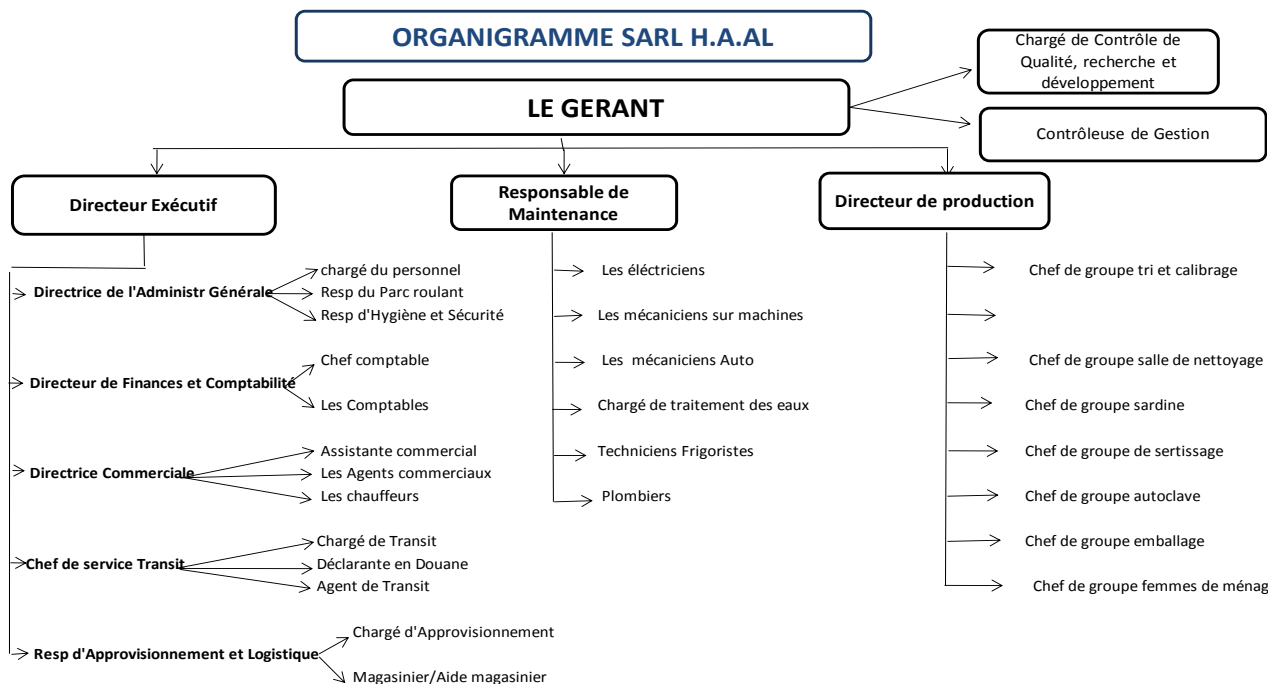 ORGANIGRAMME SARL H.A.AL
Chargé de Contrôle de
Qualité, recherche et
développement
LE GERANT
Contrôleuse de Gestion
Directeur Exécutif
Responsable de
Maintenance
Directeur de production
Directrice de l'Administr Générale
chargé du personnel
Resp du Parc roulant
Resp d'Hygiène et Sécurité
Directeur de Finances et Comptabilité
Chef comptable
Les Comptables
Directrice Commerciale
Assistante commercial
Les Agents commerciaux
Les chauffeurs
Chef de service Transit
Chargé de Transit
Déclarante en Douane
Agent de Transit
Resp d'Approvisionnement et Logistique
Chargé d'Approvisionnement
Magasinier/Aide magasinier
Les éléctriciens
Les mécaniciens sur machines
Les mécaniciens Auto
Chargé de traitement des eaux
Techniciens Frigoristes
Plombiers
Chef de groupe tri et calibrage
Chef de groupe salle de nettoyage
Chef de groupe sardine
Chef de groupe de sertissage
Chef de groupe autoclave
Chef de groupe emballage
Chef de groupe femmes de ménag